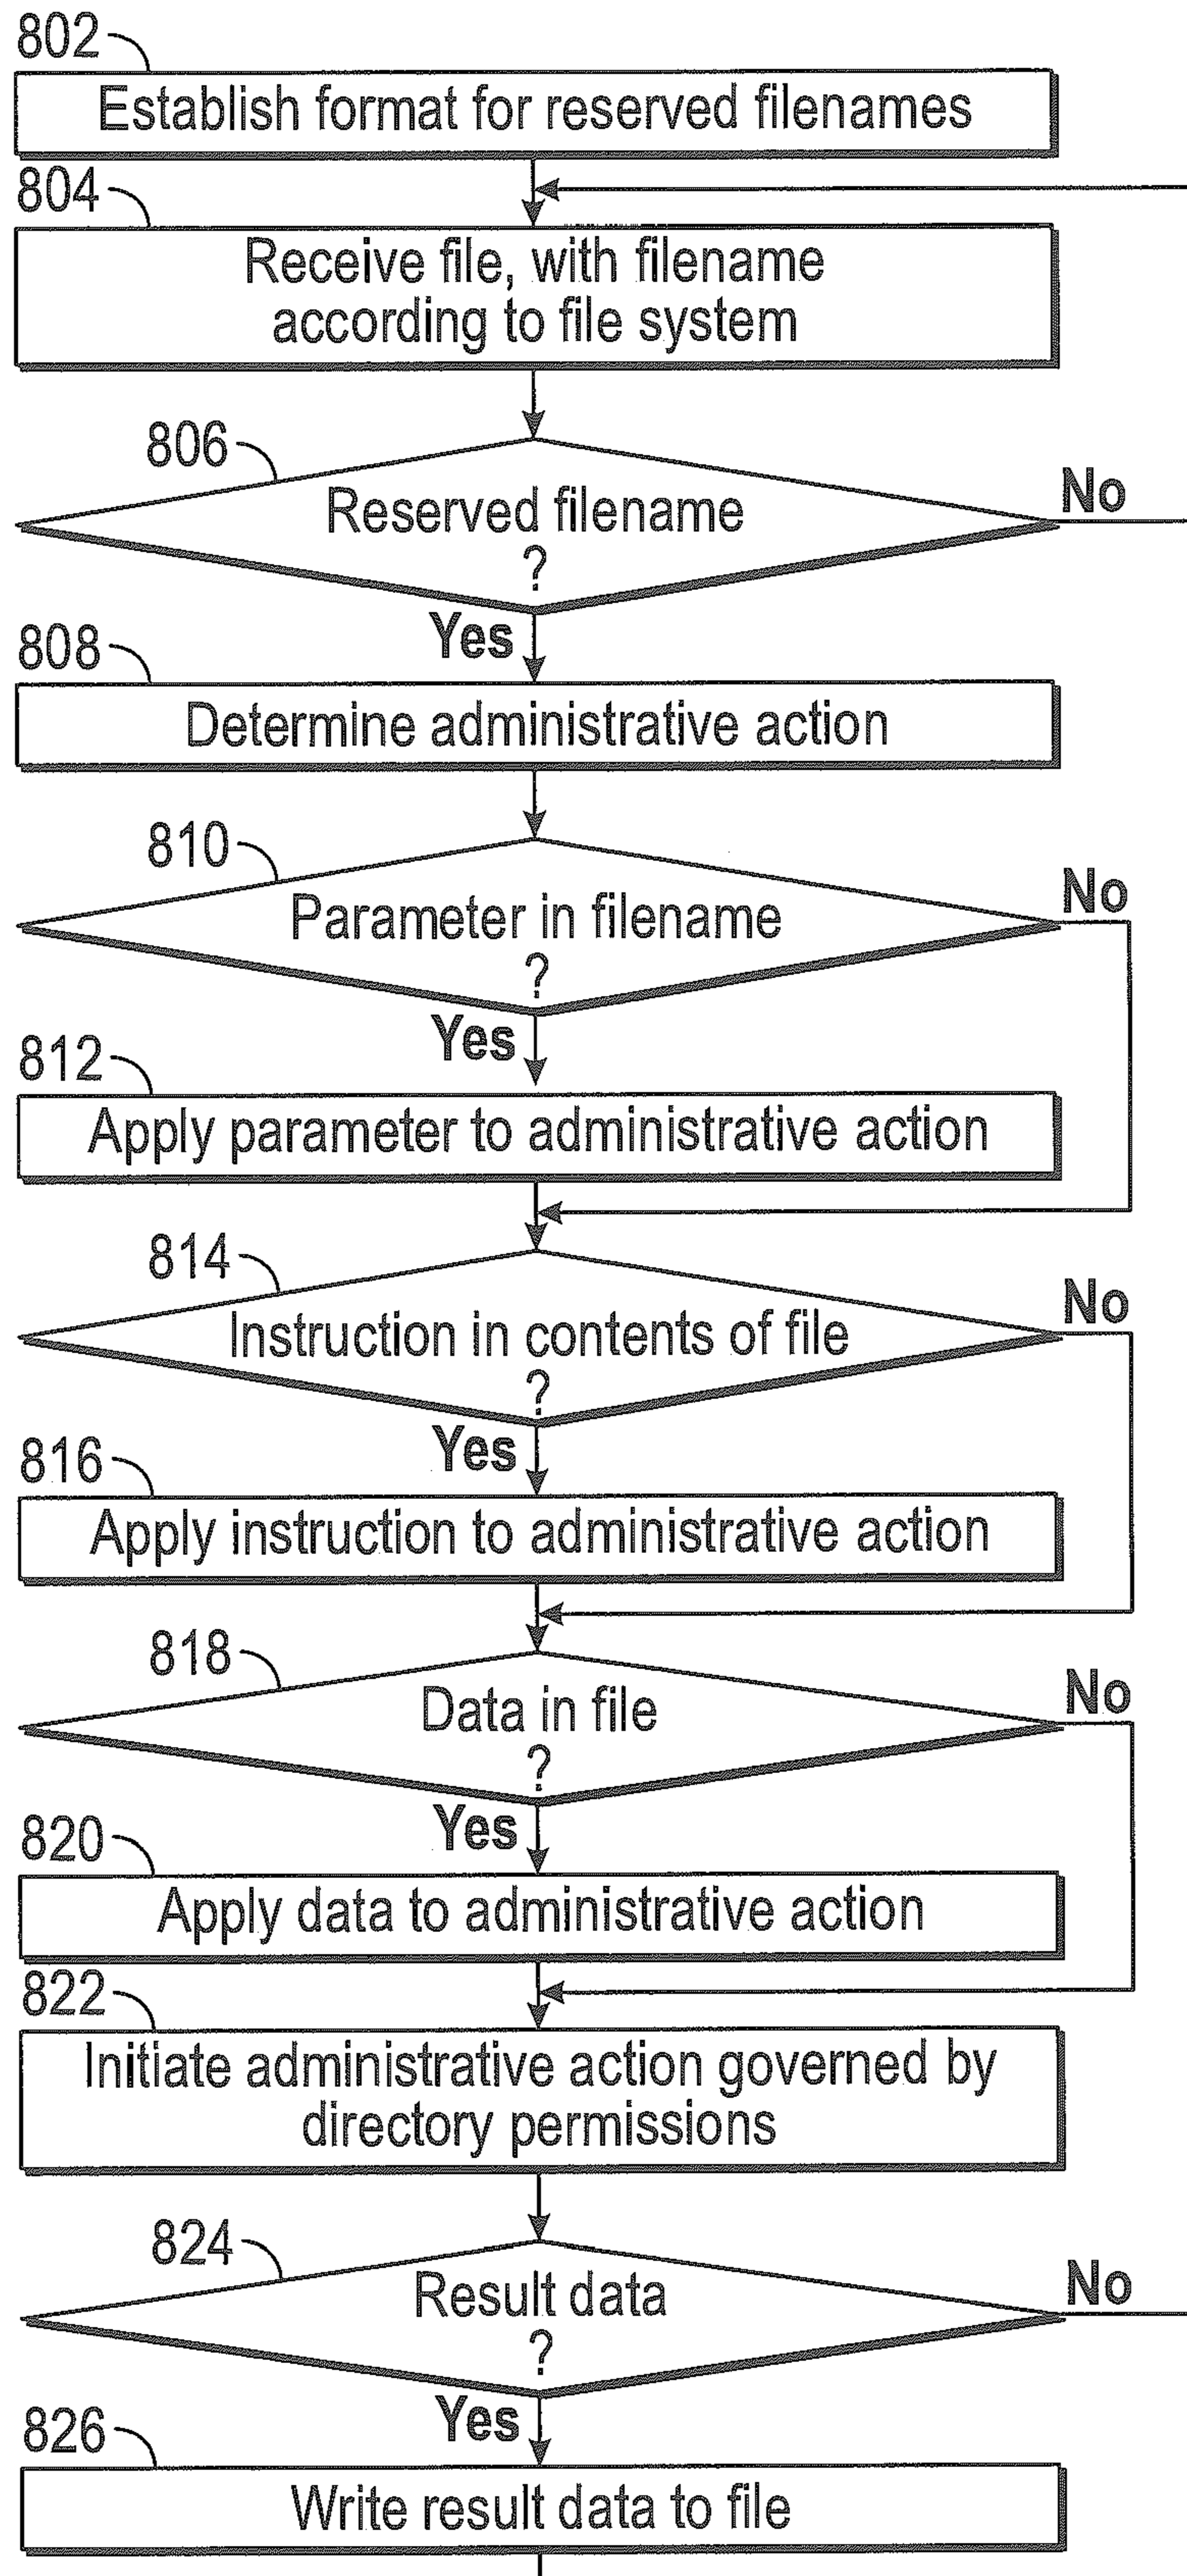 802
Establish format for reserved filenames
804
Receive file, with filename
according to file system
806
Reserved filename
?
No
Yes
808
Determine administrative action
810
Parameter in filename
?
No
Yes
812
Apply parameter to administrative action
814
Instruction in contents of file
?
No
Yes
816
Apply instruction to administrative action
818
Data in file
?
No
Yes
820
Apply data to administrative action
822
Initiate administrative action governed by
directory permissions
824
Result data
?
No
Yes
826
Write result data to file